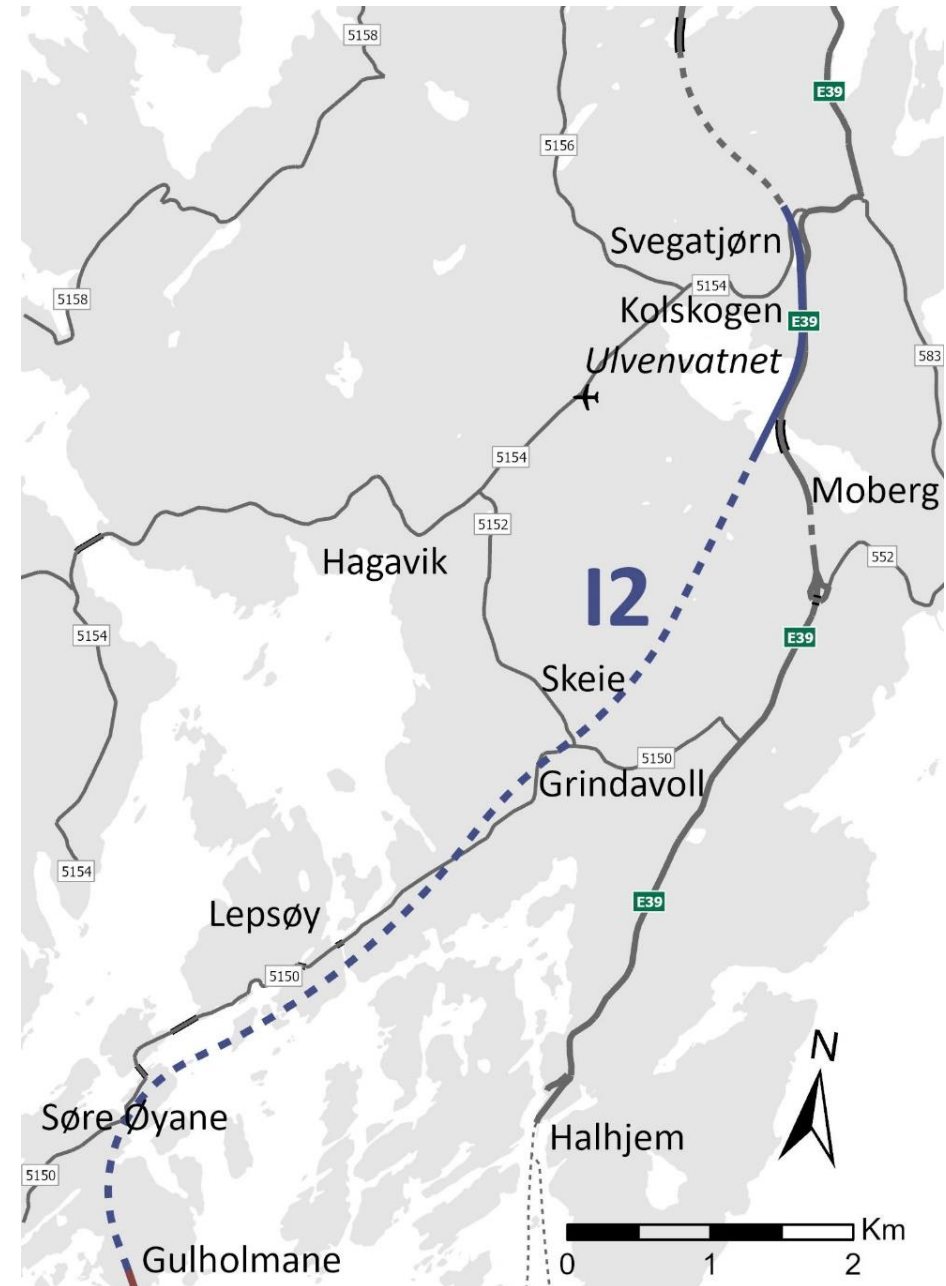 5158
E39
5156
Svegatjørn
5158
5154
Kolskogen
E39
Ulvenvatnet
583
5154
Moberg
5152
Hagavik
552
I2
5154
E39
Skeie
5150
Grindavoll
5154
E39
Lepsøy
5150
N
Søre Øyane
Halhjem
5150
Km
Gulholmane
0 1 2